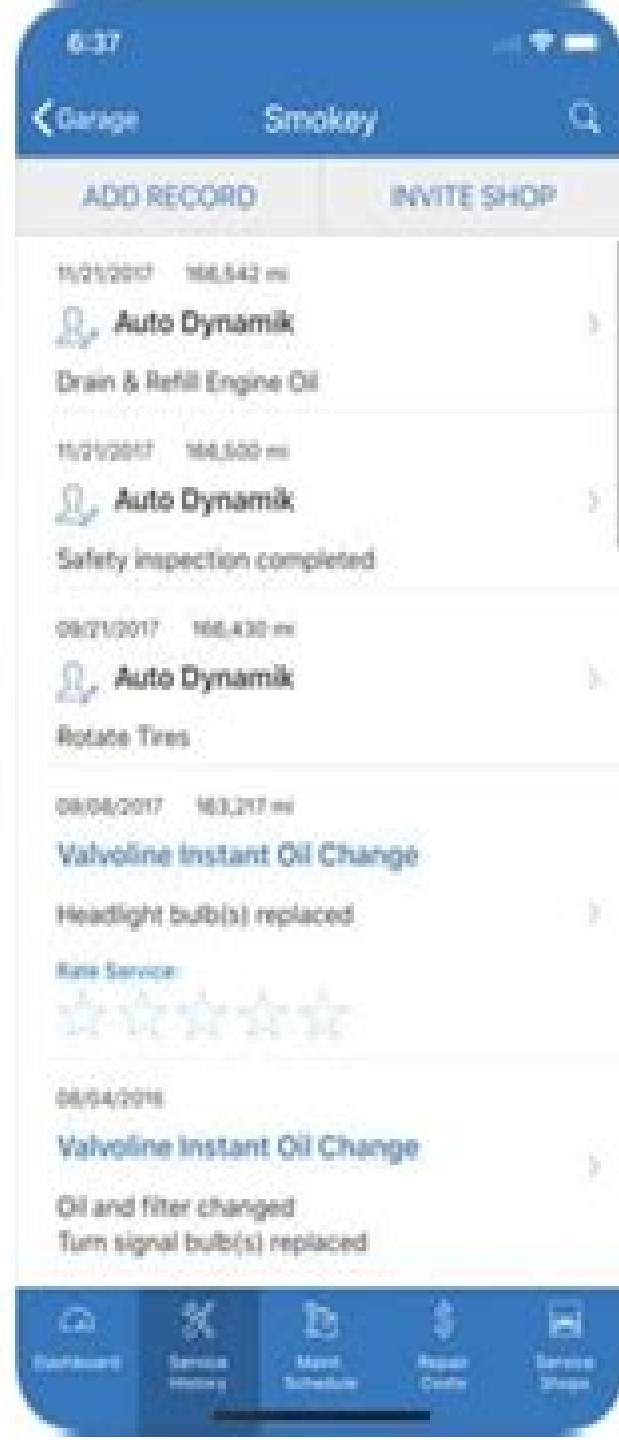 6:37
Garage
Smokey
ADD RECORD
INVITE SHOP
11/21/2017 166,542 mi
Auto Dynamik
Drain & Refill Engine Oil
11/21/2017 166,500 mi
Auto Dynamik
Safety inspection completed
09/21/2017 166,430 mi
Auto Dynamik
Rotate Tires
08/08/2017 163,217 mi
Valvoline Instant Oil Change
Headlight bulb(s) replaced
Rate Service
08/04/2016
Valvoline Instant Oil Change
Oil and filter changed
Turn signal bulb(s) replaced
Dashboard
Service
History
Maint
Schedule
Repair
Costs
Service
Shops